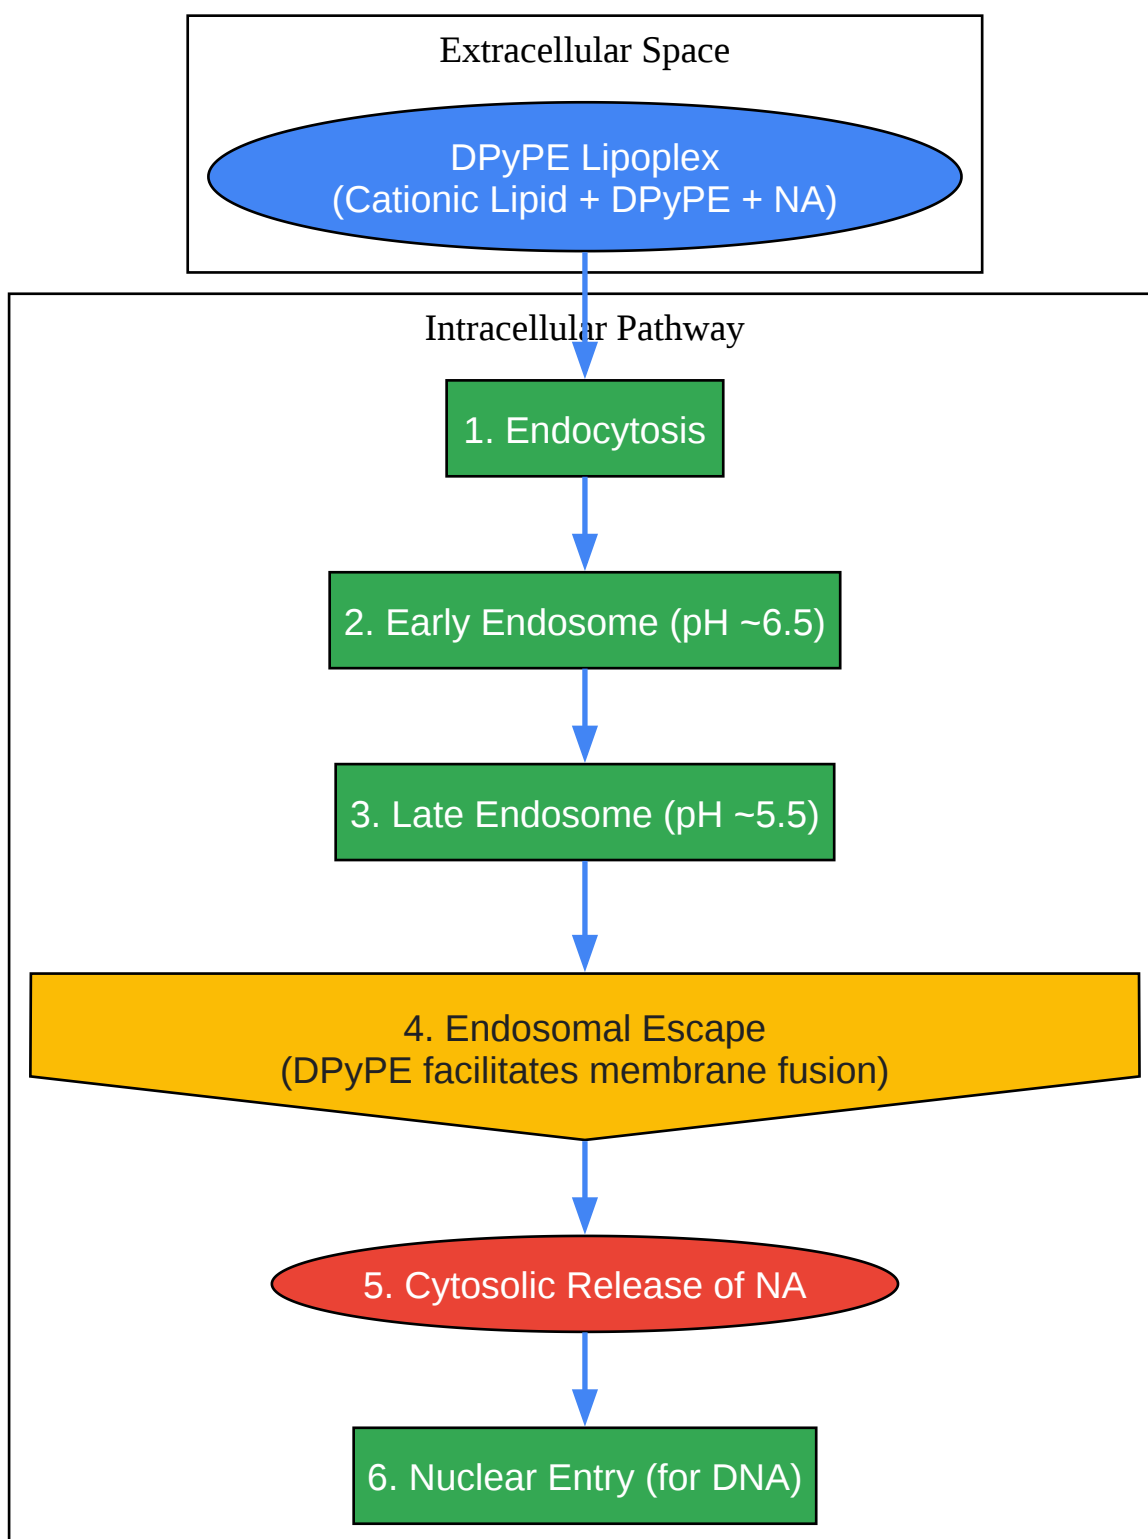 Extracellular Space
DPyPE Lipoplex
(Cationic Lipid + DPyPE + NA)
Intracellular Pathway
1. Endocytosis
2. Early Endosome (pH ~6.5)
3. Late Endosome (pH ~5.5)
4. Endosomal Escape
(DPyPE facilitates membrane fusion)
5. Cytosolic Release of NA
6. Nuclear Entry (for DNA)